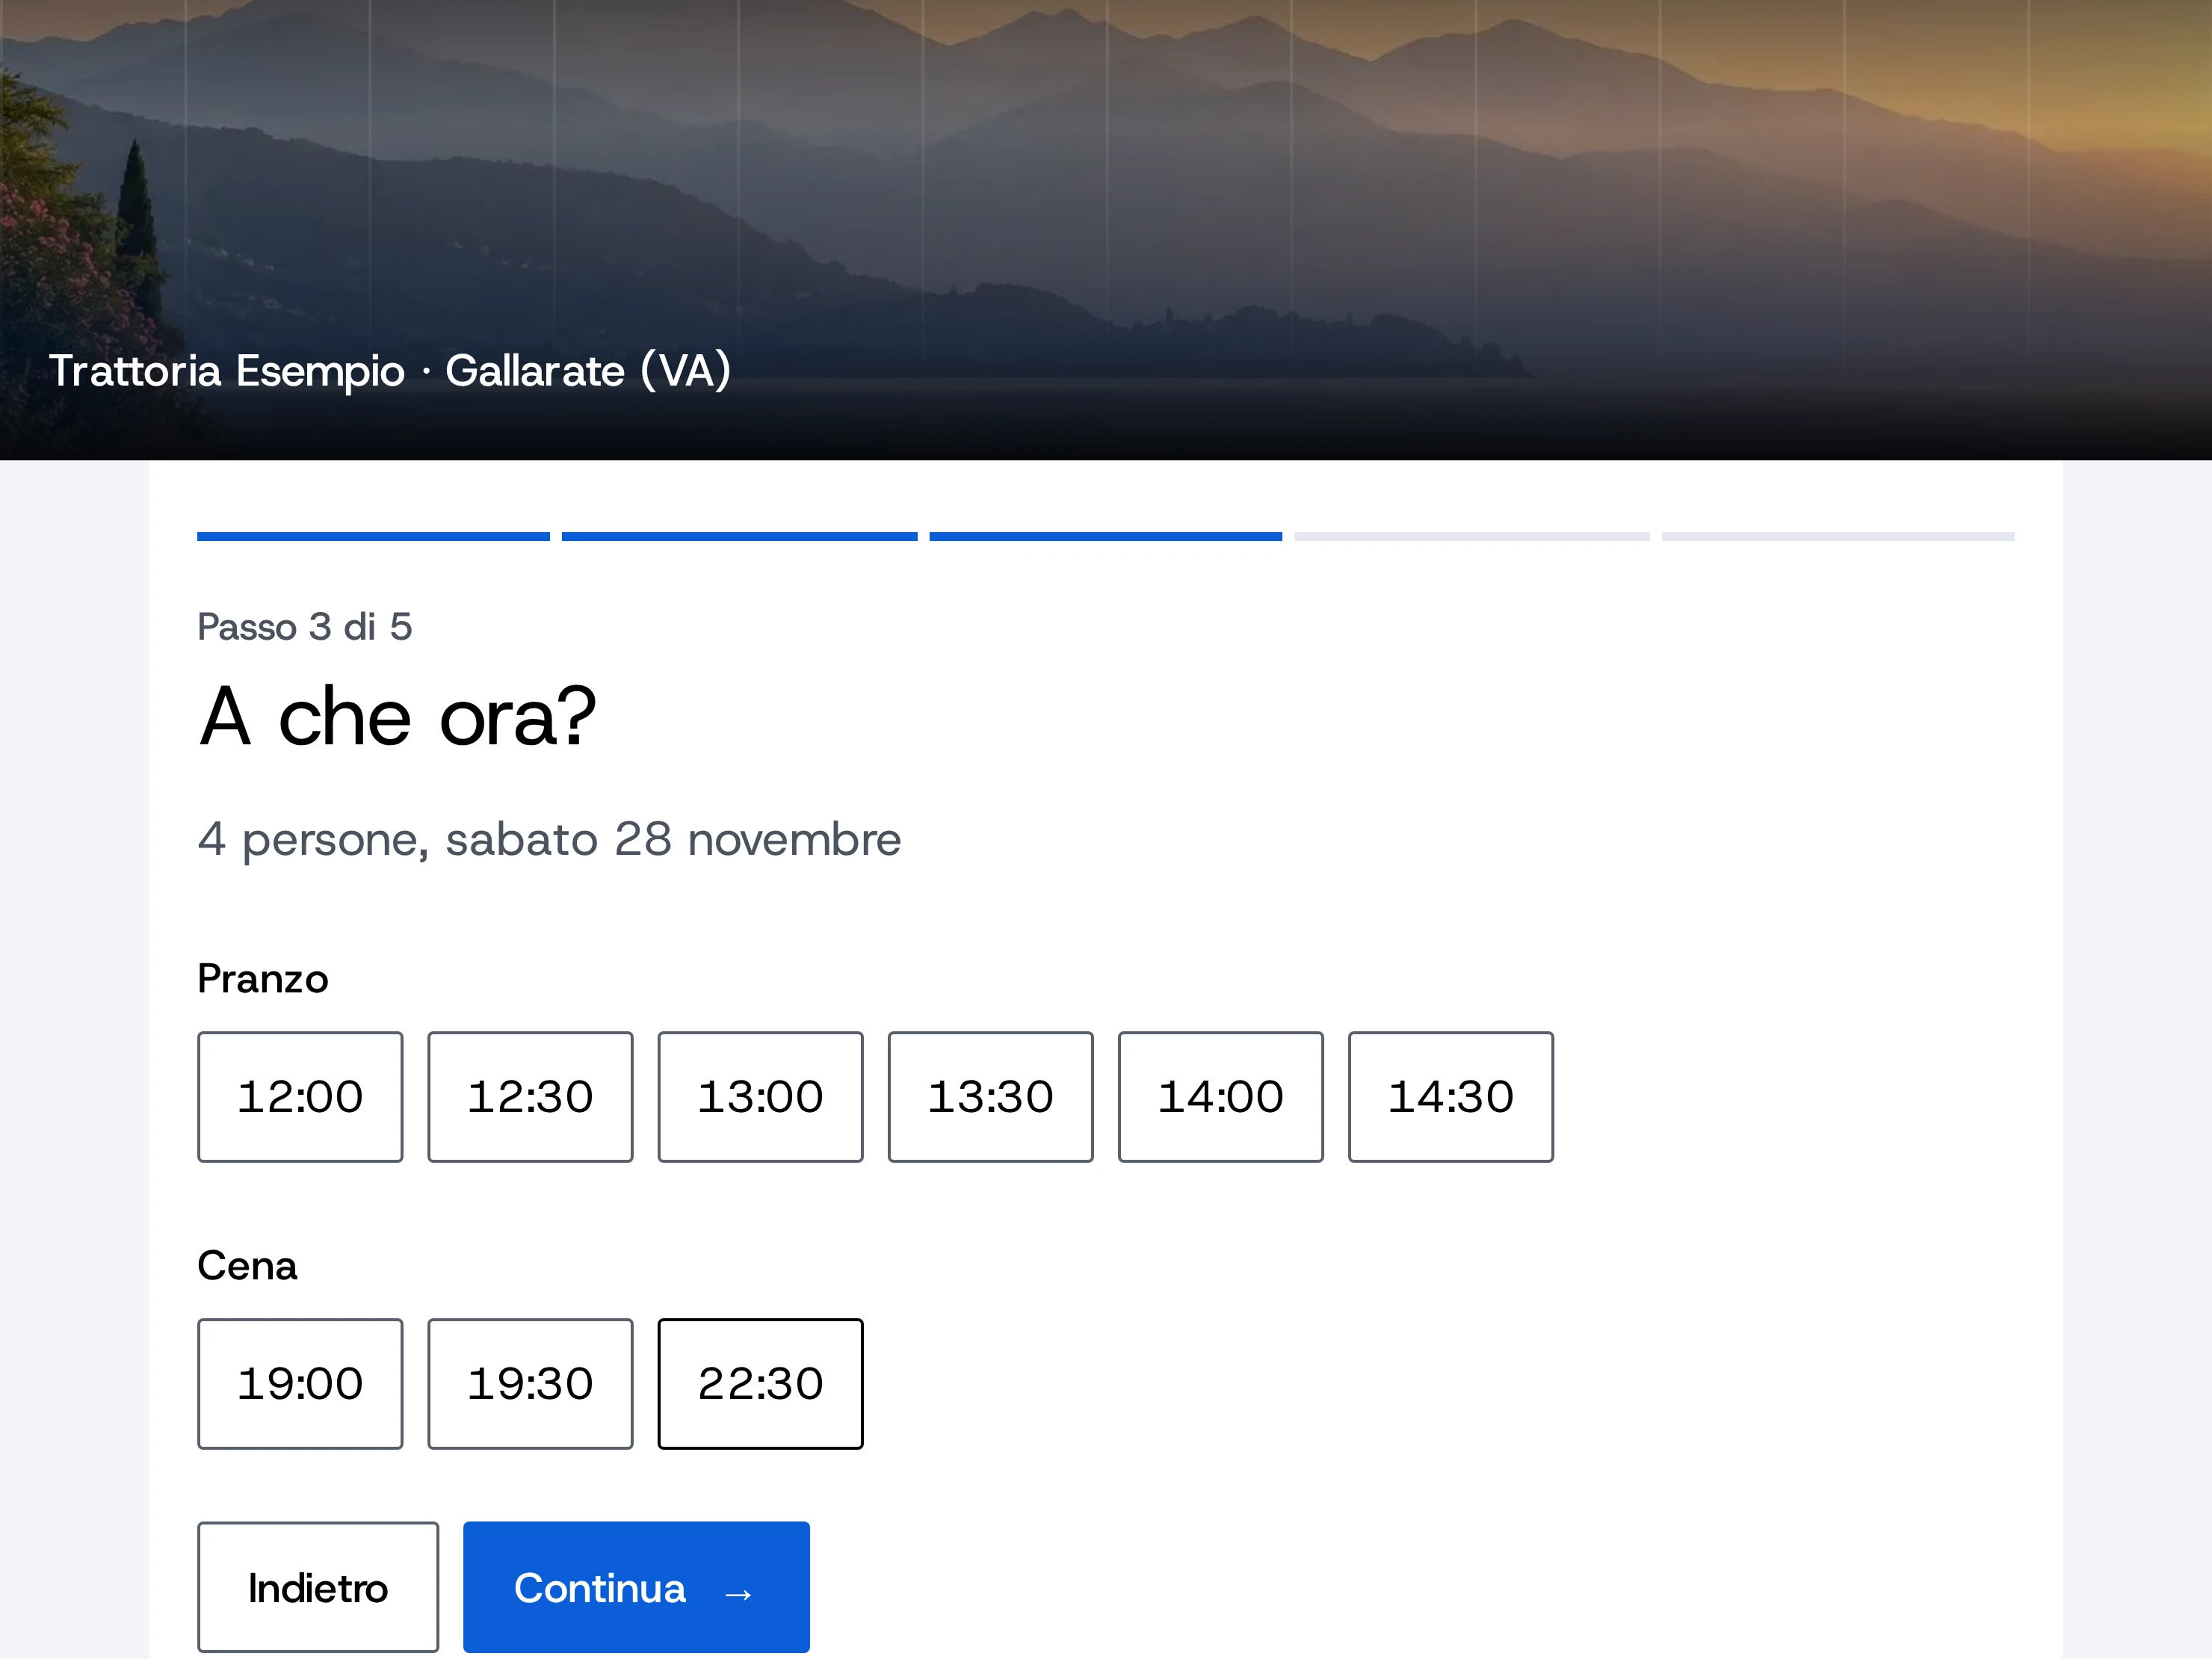 Trattoria Esempio · Gallarate (VA)
Passo 3 di 5
A che ora?
4 persone, sabato 28 novembre
Pranzo
12:00 12:30 13:00 13:30 14:00 14:30
Cena
19:00 19:30 22:30
Indietro Continua →